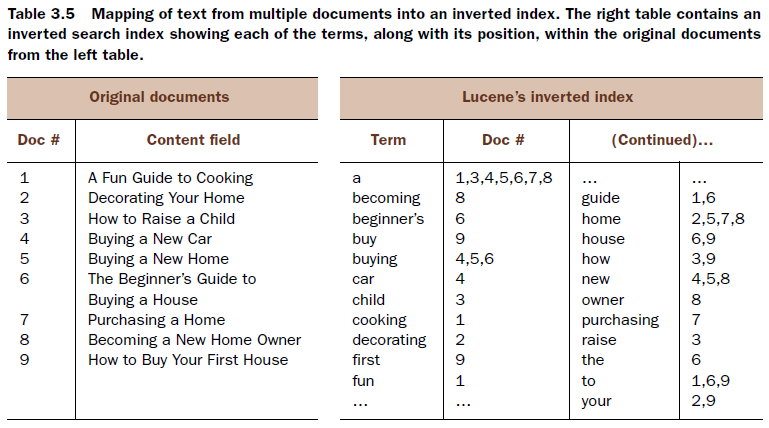 Table 3.5 Mapping of text from multiple documents into an inverted index. The right table contains an
inverted search index showing each of the terms, along with its position, within the original documents
from the left table.
Original documents
Doc # Content field
1 A Fun Guide to Cooking
2 Decorating Your Home
3 How to Raise a Child
4 Buying a New Car
5 Buying a New Home
6 The Beginner's Guide to
Buying a House
7 Purchasing a Home
8 Becoming a New Home Owner
9 How to Buy Your First House
Lucene's inverted index
Term Doc # (Continued)...
a 1,3,4,5,6,7,8 ... ...
becoming 8 guide 1,6
beginner's 6 home 2,5,7,8
buy 9 house 6,9
buying 4,5,6 how 3,9
car 4 new 4,5,8
child 3 owner 8
cooking 1 purchasing 7
decorating 2 raise 3
first 9 the 6
fun 1 to 1,6,9
... ... your 2,9